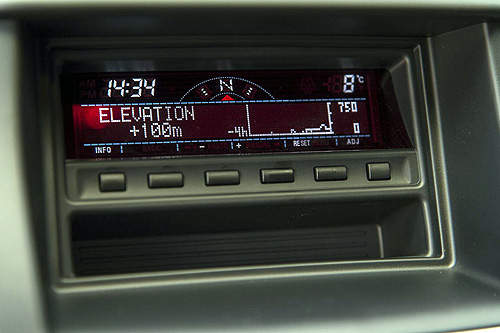 14:34 N 8°C
ELEVATION 750
+100m -4h 0
INFO - + RESET ADJ